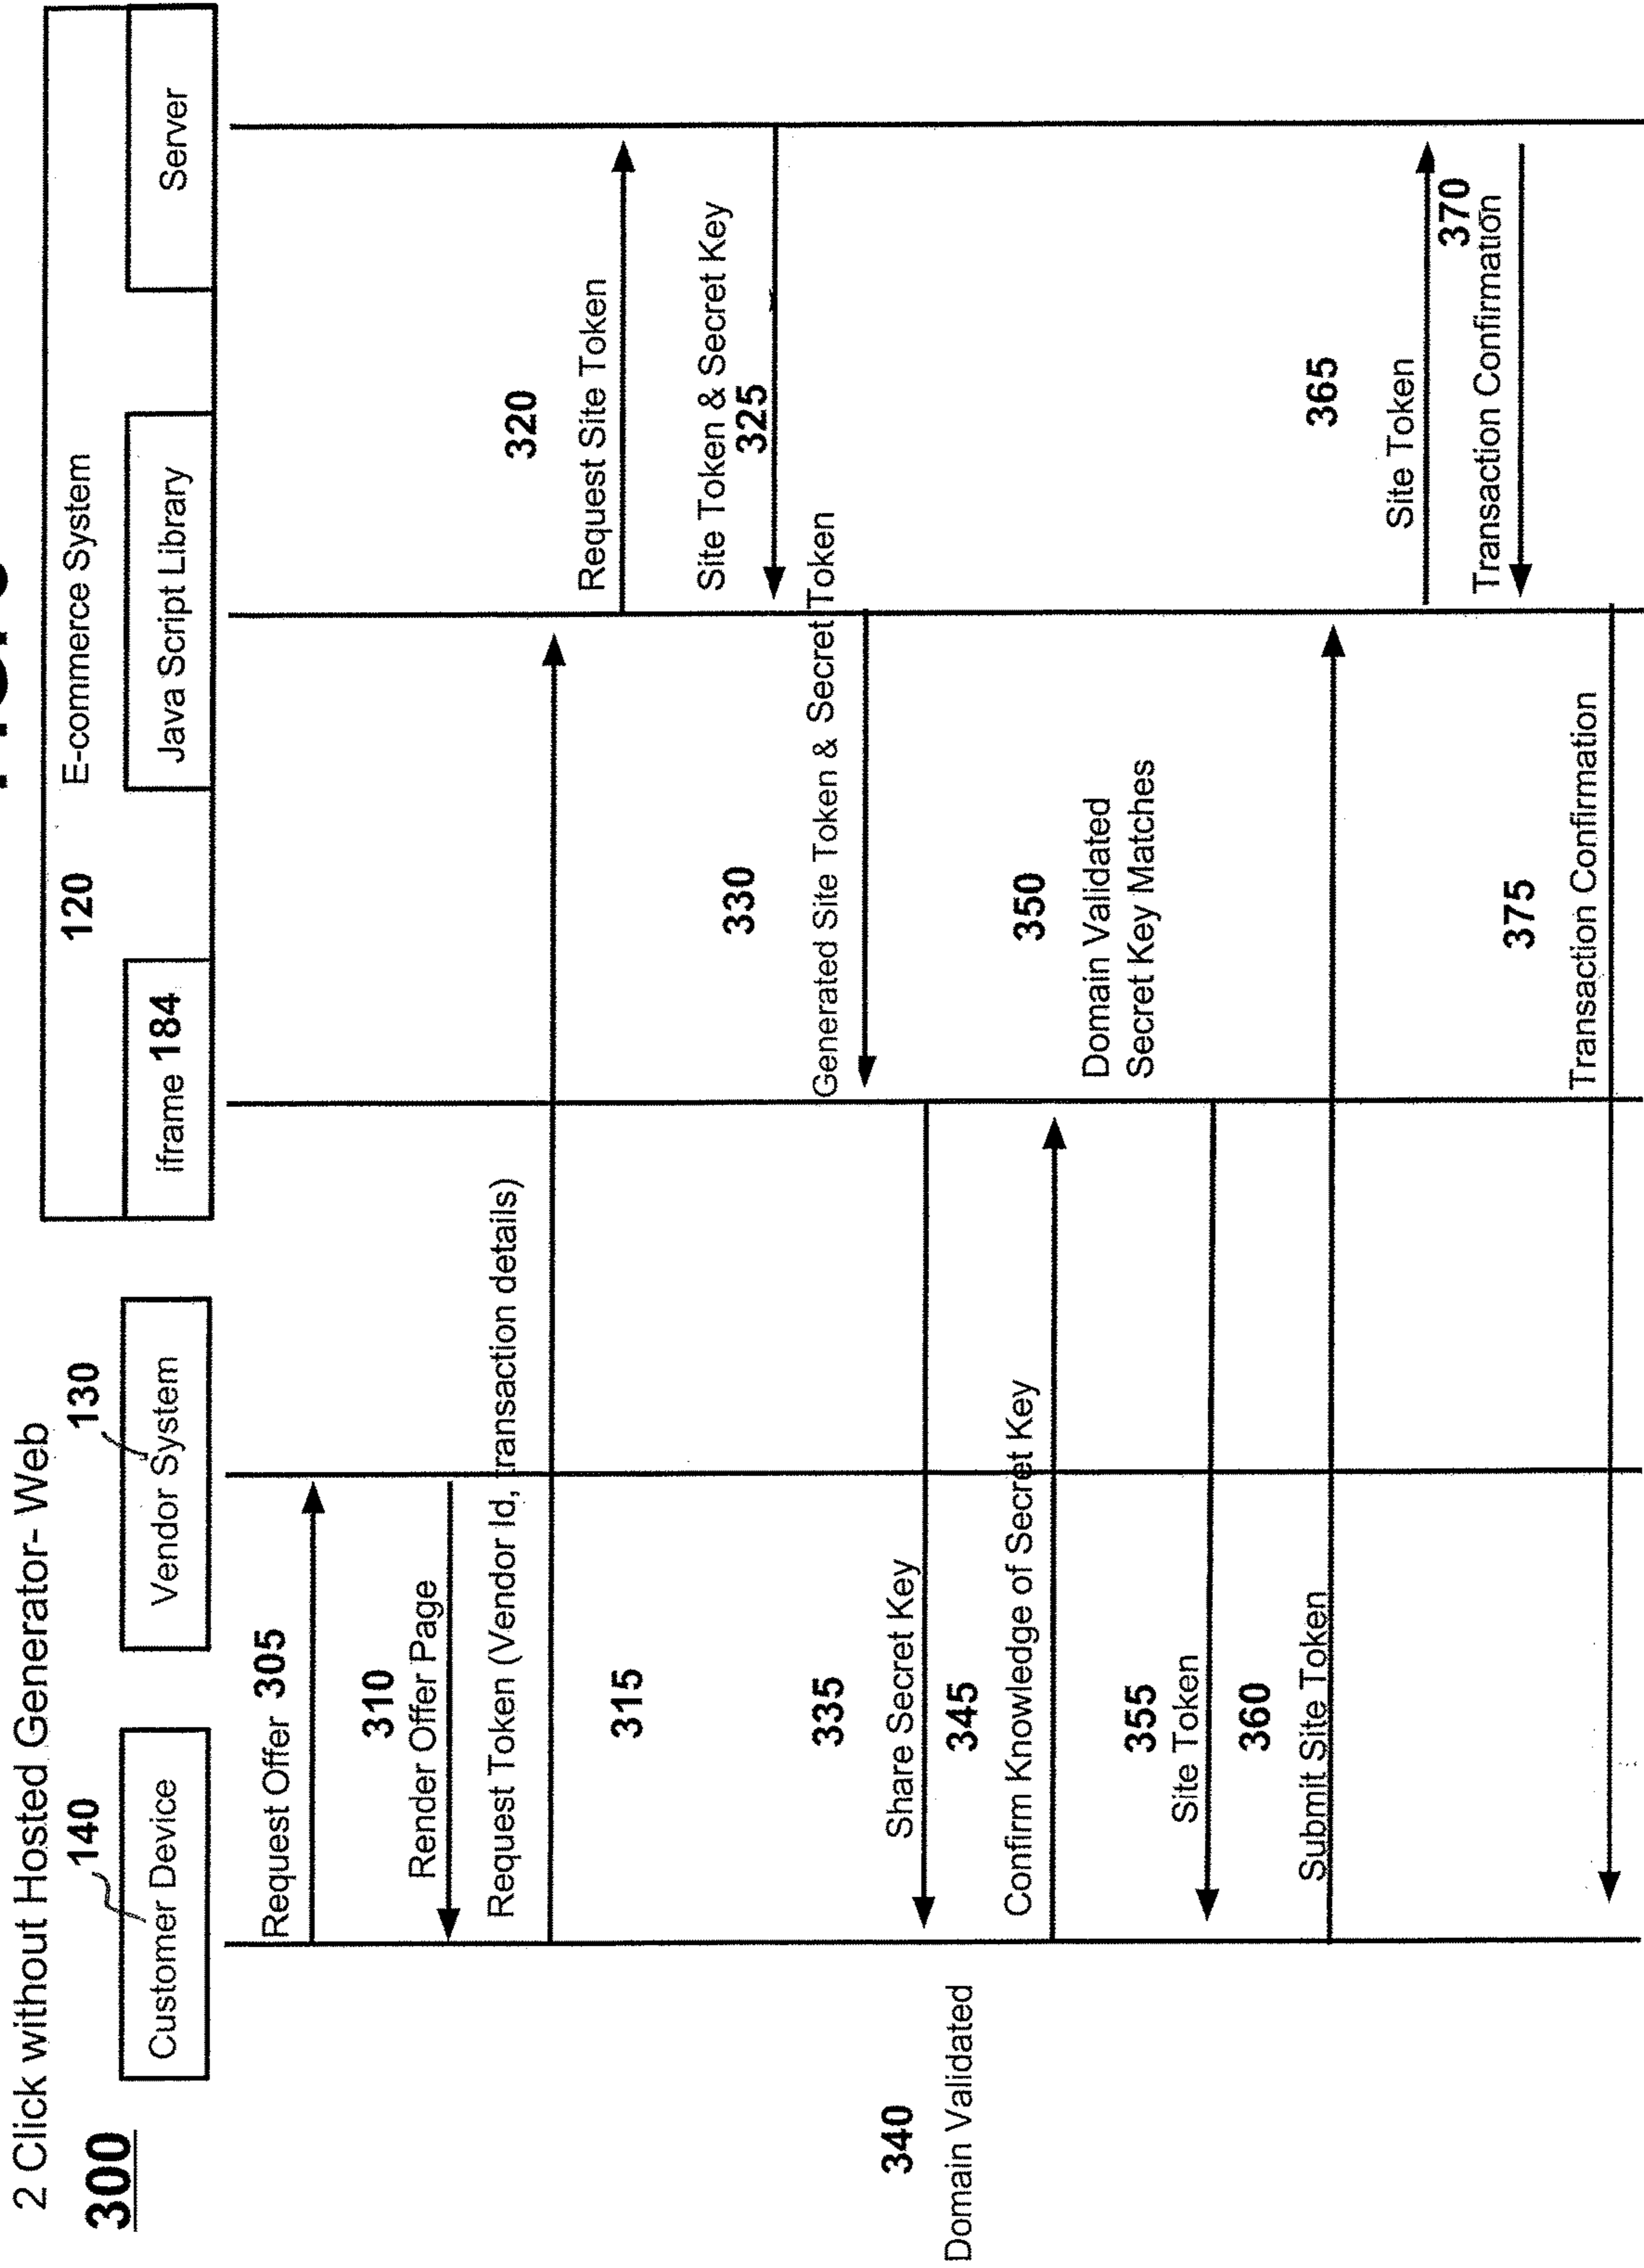 2 Click without Hosted Generator- Web
300
140
130
120
E-commerce System
Customer Device
Vendor System
iframe 184
Java Script Library
Server
Request Offer 305
310
Render Offer Page
Request Token (Vendor Id, transaction details)
315
320
Request Site Token
Site Token & Secret Key
325
330
Generated Site Token & Secret Token
335
Share Secret Key
340
Domain Validated
345
Confirm Knowledge of Secret Key
350
Domain Validated
Secret Key Matches
355
Site Token
360
Submit Site Token
365
Site Token
370
Transaction Confirmation
375
Transaction Confirmation